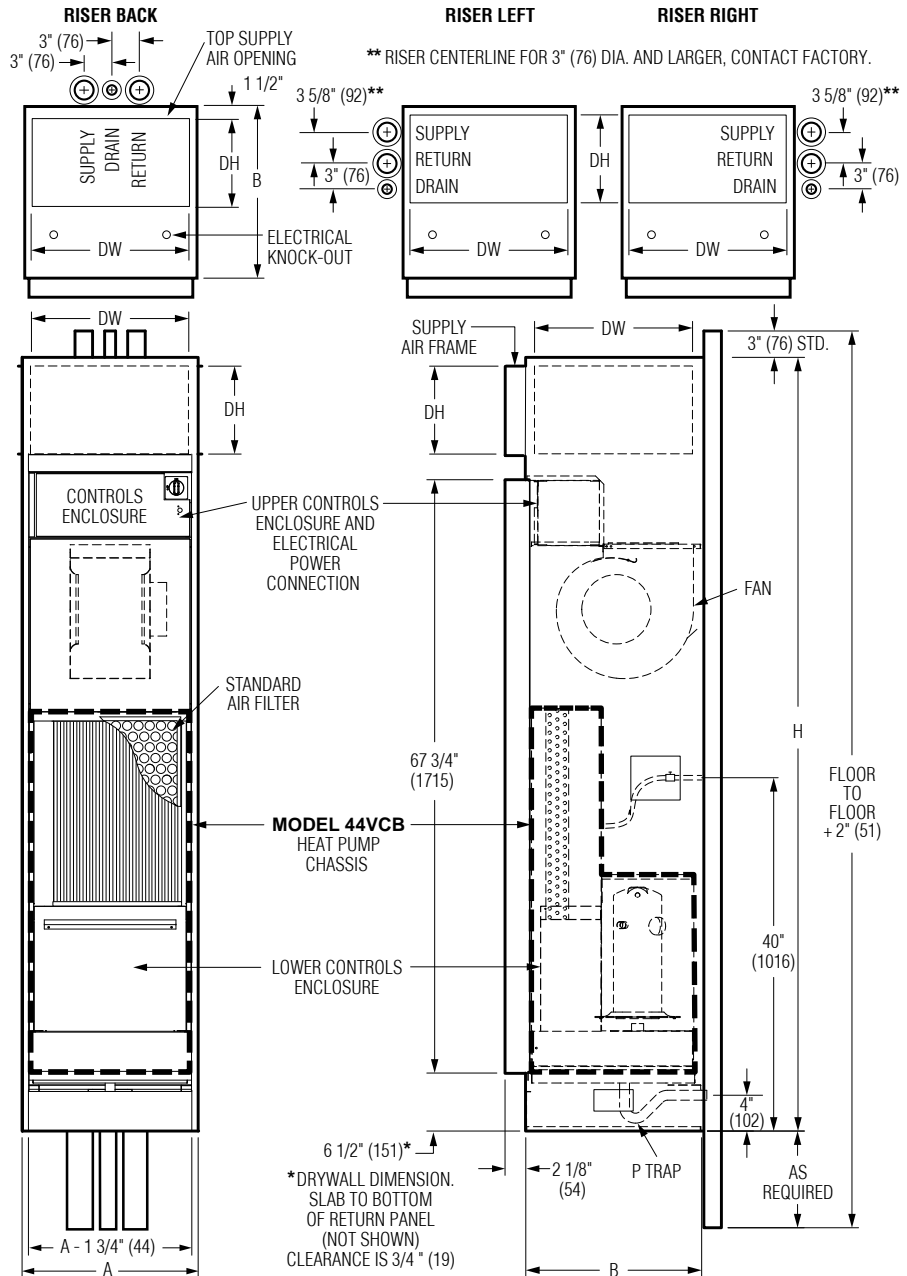 RISER BACK
RISER LEFT
RISER RIGHT
3" (76)
3" (76)
TOP SUPPLY
AIR OPENING
** RISER CENTERLINE FOR 3" (76) DIA. AND LARGER, CONTACT FACTORY.
1 1/2"
SUPPLY
DRAIN
RETURN
DH
B
DW
ELECTRICAL
KNOCK-OUT
3 5/8" (92)**
3" (76)
SUPPLY
RETURN
DRAIN
DH
DW
SUPPLY
RETURN
DRAIN
DW
3 5/8" (92)**
3" (76)
DW
DH
CONTROLS
ENCLOSURE
SUPPLY
AIR FRAME
DW
DH
3" (76) STD.
UPPER CONTROLS
ENCLOSURE AND
ELECTRICAL
POWER
CONNECTION
FAN
STANDARD
AIR FILTER
67 3/4"
(1715)
H
FLOOR
TO
FLOOR
+ 2" (51)
MODEL 44VCB
HEAT PUMP
CHASSIS
40"
(1016)
LOWER CONTROLS
ENCLOSURE
4"
(102)
6 1/2" (151)*
*DRYWALL DIMENSION.
SLAB TO BOTTOM
OF RETURN PANEL
(NOT SHOWN)
CLEARANCE IS 3/4 " (19)
2 1/8"
(54)
P TRAP
AS
REQUIRED
A - 1 3/4" (44)
A
B